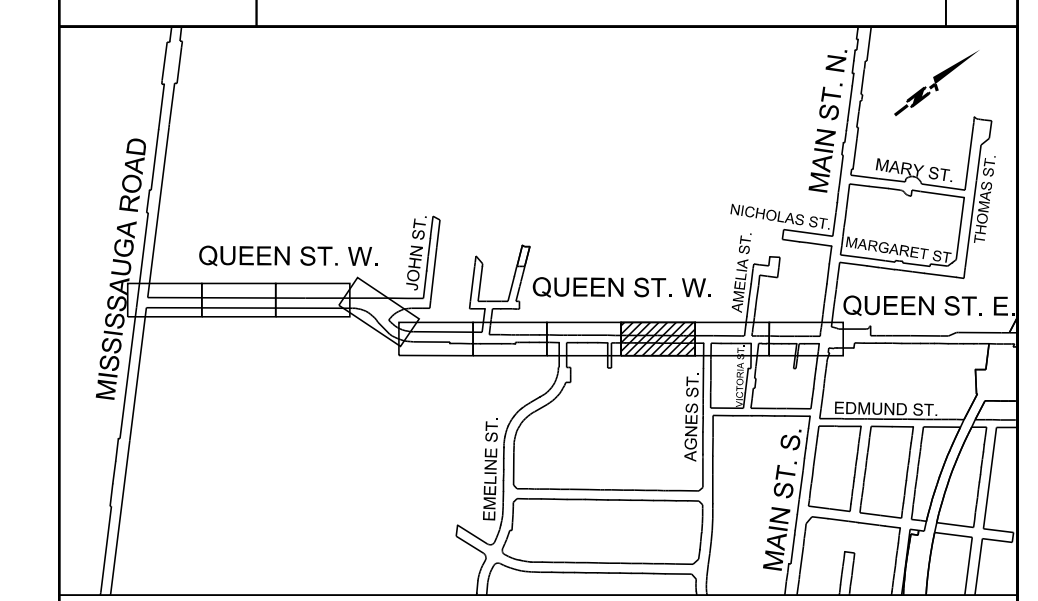 MAIN ST. N.
N
MARY ST.
THOMAS ST.
NICHOLAS ST.
MARGARET ST
MISSISSAUGA ROAD
QUEEN ST. W.
JOHN ST.
QUEEN ST. W.
AMELIA ST.
QUEEN ST. E.
VICTORIA ST.
EMELINE ST.
AGNES ST.
EDMUND ST.
MAIN ST. S.